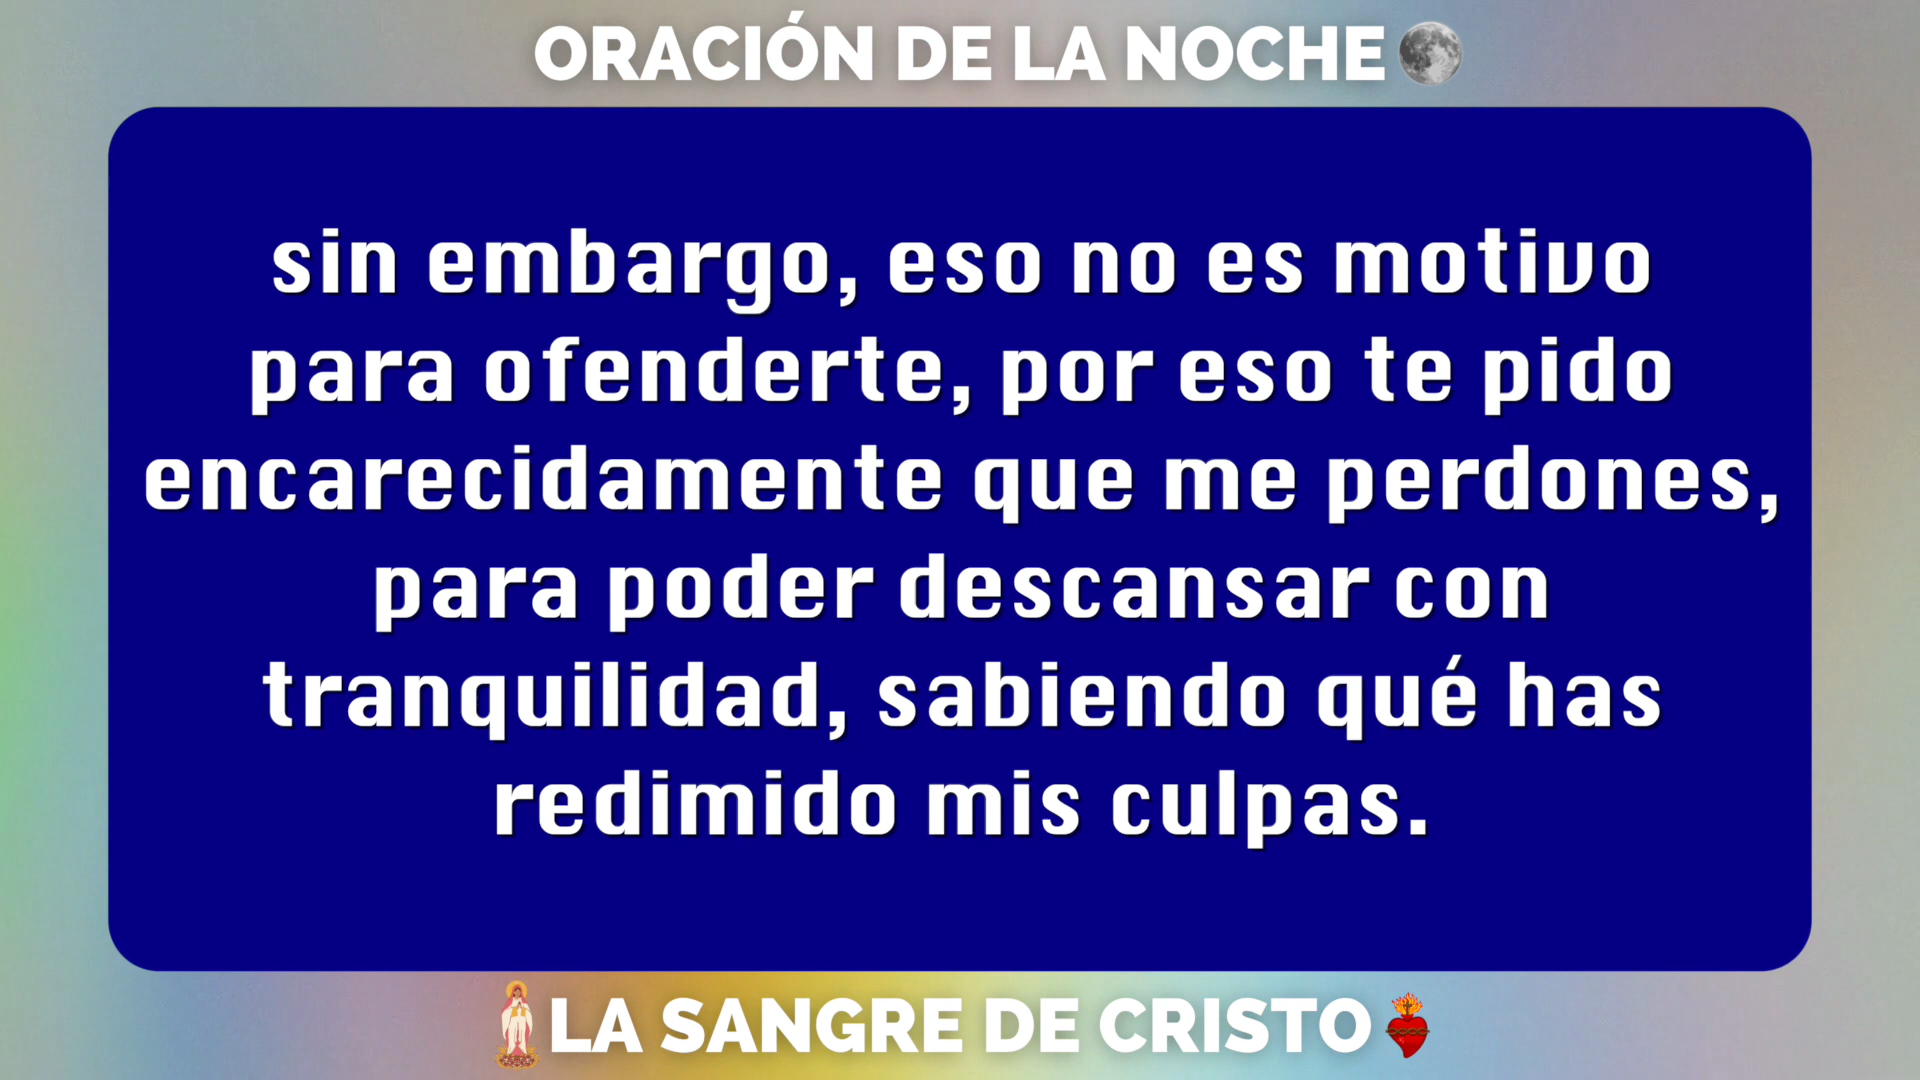 ORACIÓN DE LA NOCHE
sin embargo, eso no es motivo
para ofenderte, por eso te pido
encarecidamente que me perdones,
para poder descansar con
tranquilidad, sabiendo qué has
redimido mis culpas.
LA SANGRE DE CRISTO